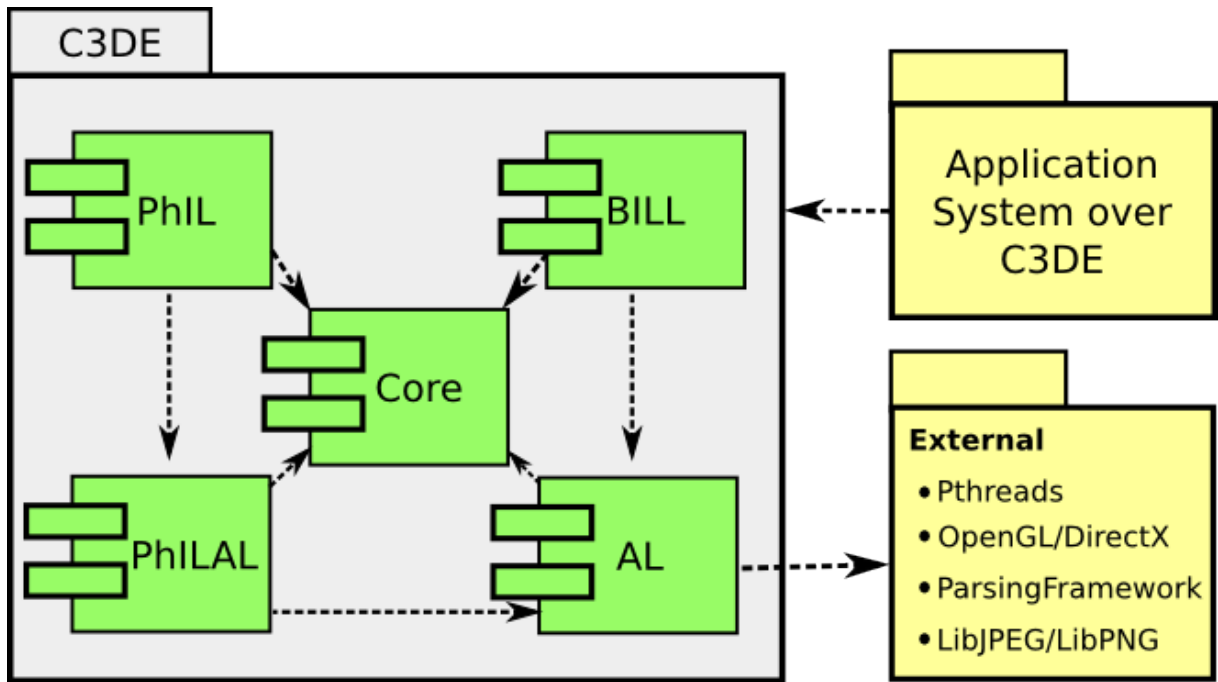 C3DE
PhIL
BILL
Core
PhILAL
AL
Application
System over
C3DE
External
• Pthreads
• OpenGL/DirectX
• ParsingFramework
• LibJPEG/LibPNG